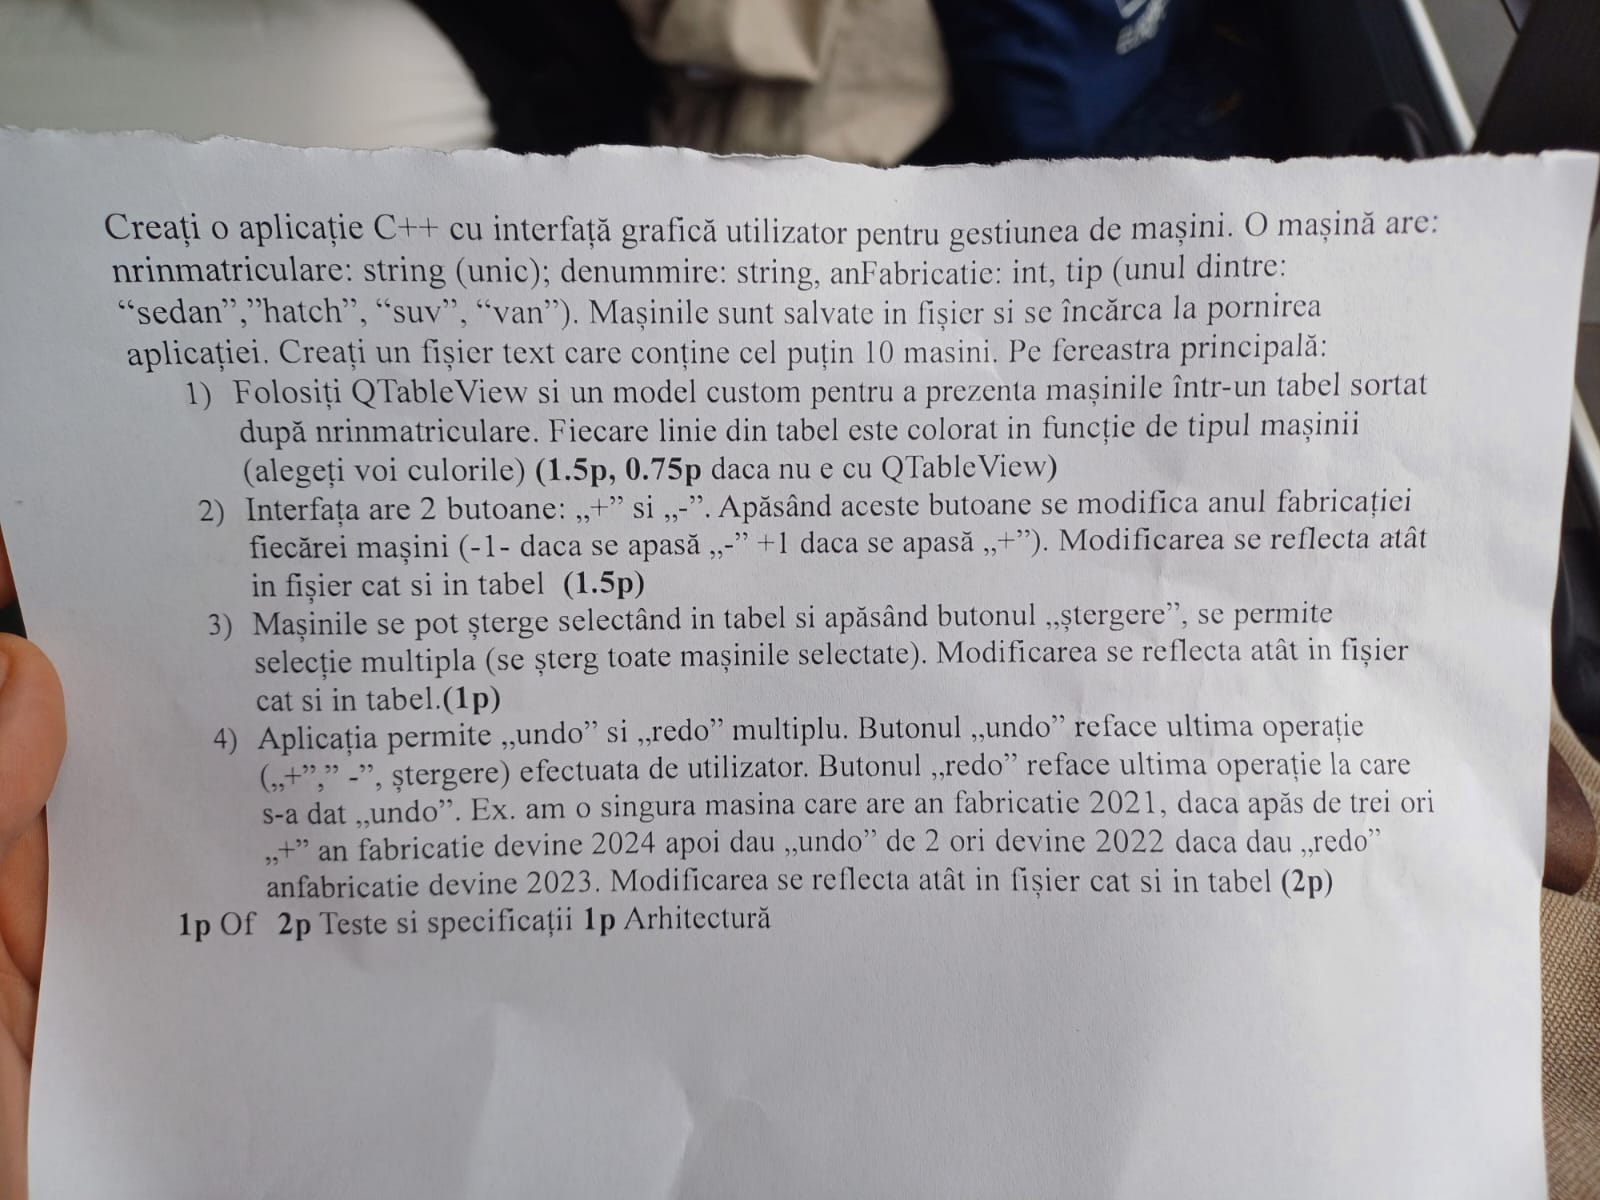 Creați o aplicație C++ cu interfață grafică utilizator pentru gestiunea de mașini. O mașină are:
nrinmatriculare: string (unic); denummire: string, anFabricatie: int, tip (unul dintre:
“sedan”,”hatch”, “suv”, “van”). Mașinile sunt salvate in fișier si se încărca la pornirea
aplicației. Creați un fișier text care conține cel puțin 10 masini. Pe fereastra principală:
1) Folosiți QTableView si un model custom pentru a prezenta mașinile într-un tabel sortat
după nrinmatriculare. Fiecare linie din tabel este colorat in funcție de tipul mașinii
(alegeți voi culorile) (1.5p, 0.75p daca nu e cu QTableView)
2) Interfața are 2 butoane: „+” si „-”. Apăsând aceste butoane se modifica anul fabricației
fiecărei mașini (-1- daca se apasă „-” +1 daca se apasă „+”). Modificarea se reflecta atât
in fișier cat si in tabel (1.5p)
3) Mașinile se pot șterge selectând in tabel si apăsând butonul „ștergere”, se permite
selecție multipla (se șterg toate mașinile selectate). Modificarea se reflecta atât in fișier
cat si in tabel.(1p)
4) Aplicația permite „undo” si „redo” multiplu. Butonul „undo” reface ultima operație
(„+”,” -”, ștergere) efectuata de utilizator. Butonul „redo” reface ultima operație la care
s-a dat „undo”. Ex. am o singura masina care are an fabricatie 2021, daca apăs de trei ori
„+” an fabricatie devine 2024 apoi dau „undo” de 2 ori devine 2022 daca dau „redo”
anfabricatie devine 2023. Modificarea se reflecta atât in fișier cat si in tabel (2p)
1p Of 2p Teste si specificații 1p Arhitectură